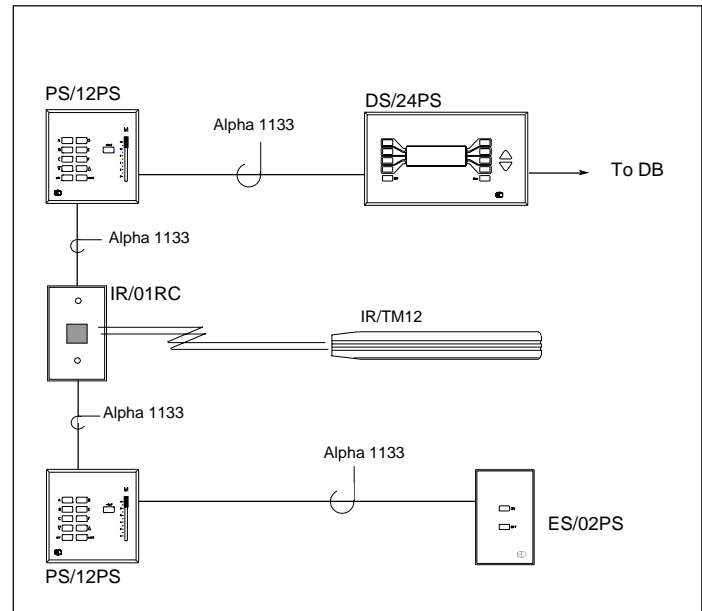 PS/12PS
DS/24PS
Alpha 1133
To DB
Alpha 1133
IR/01RC
IR/TM12
Alpha 1133
Alpha 1133
ES/02PS
PS/12PS